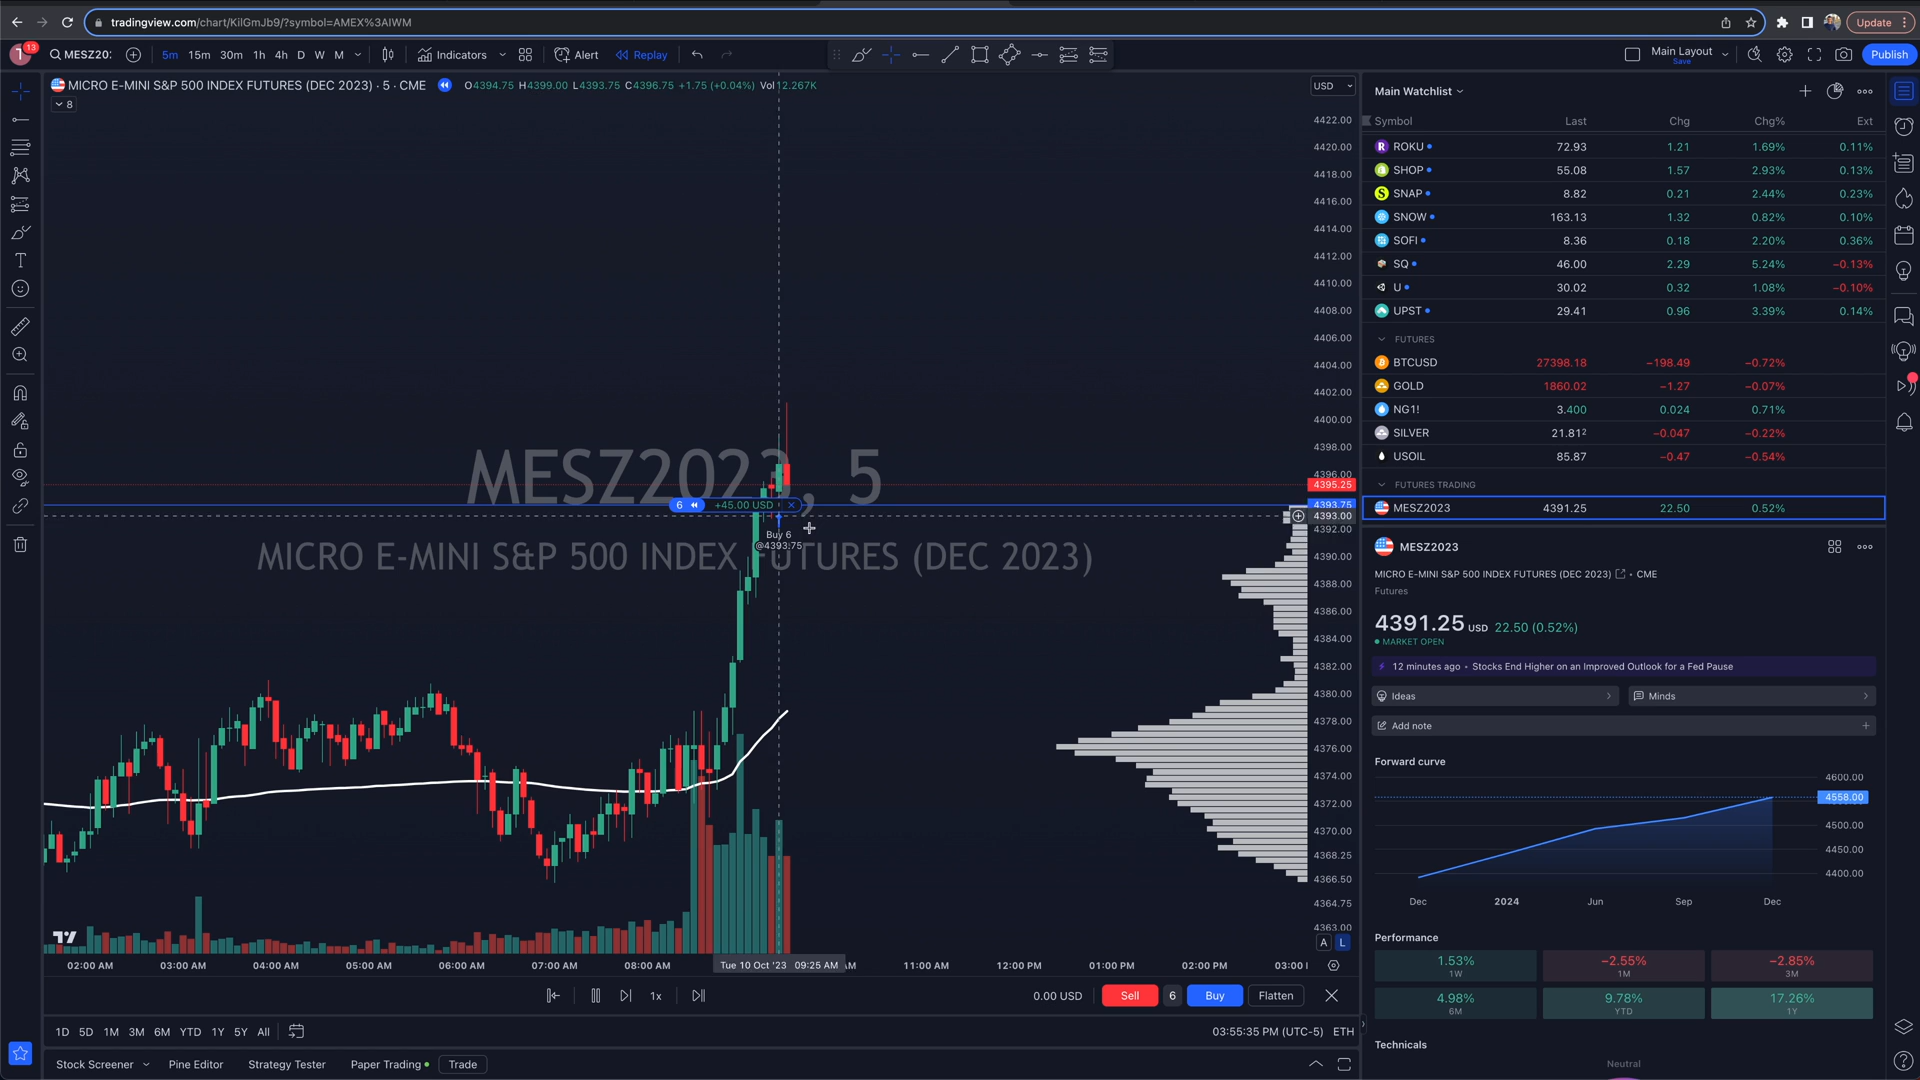 tradingview.com/chart/KilGmJb9/?symbol=AMEX%3AIWM
Update
13
MESZ20:
5m 15m 30m 1h 4h D W M
Indicators
Alert
Replay
Main Layout
Save
Publish
MICRO E-MINI S&P 500 INDEX FUTURES (DEC 2023) · 5 · CME
O4394.75 H4399.00 L4393.75 C4396.75 +1.75 (+0.04%) Vol 12.267K
8
USD
MESZ2023, 5
MICRO E-MINI S&P 500 INDEX FUTURES (DEC 2023)
6 +45.00 USD
Buy 6
@4393:75
4422.00
4420.00
4418.00
4416.00
4414.00
4412.00
4410.00
4408.00
4406.00
4404.00
4402.00
4400.00
4398.00
4396.00
4395.25
4393.75
4393.00
4392.00
4390.00
4388.00
4386.00
4384.00
4382.00
4380.00
4378.00
4376.00
4374.00
4372.00
4370.00
4368.25
4366.50
4364.75
4363.00
A L
02:00 AM 03:00 AM 04:00 AM 05:00 AM 06:00 AM 07:00 AM 08:00 AM Tue 10 Oct '23 09:25 AM AM 11:00 AM 12:00 PM 01:00 PM 02:00 PM 03:00
1x
0.00 USD
Sell 6 Buy Flatten
1D 5D 1M 3M 6M YTD 1Y 5Y All
03:55:35 PM (UTC-5) ETH
Stock Screener
Pine Editor
Strategy Tester
Paper Trading
Trade
Main Watchlist
Symbol Last Chg Chg% Ext
ROKU 72.93 1.21 1.69% 0.11%
SHOP 55.08 1.57 2.93% 0.13%
SNAP 8.82 0.21 2.44% 0.23%
SNOW 163.13 1.32 0.82% 0.10%
SOFI 8.36 0.18 2.20% 0.36%
SQ 46.00 2.29 5.24% −0.13%
U 30.02 0.32 1.08% −0.10%
UPST 29.41 0.96 3.39% 0.14%
FUTURES
BTCUSD 27398.18 −198.49 −0.72%
GOLD 1860.02 −1.27 −0.07%
NG1! 3.400 0.024 0.71%
SILVER 21.81² −0.047 −0.22%
USOIL 85.87 −0.47 −0.54%
FUTURES TRADING
MESZ2023 4391.25 22.50 0.52%
MESZ2023
MICRO E-MINI S&P 500 INDEX FUTURES (DEC 2023) • CME
Futures
4391.25 USD 22.50 (0.52%)
MARKET OPEN
12 minutes ago • Stocks End Higher on an Improved Outlook for a Fed Pause
Ideas
Minds
Add note
Forward curve
4600.00
4558.00
4500.00
4450.00
4400.00
Dec 2024 Jun Sep Dec
Performance
1.53% −2.55% −2.85%
1W 1M 3M
4.98% 9.78% 17.26%
6M YTD 1Y
Technicals
Neutral